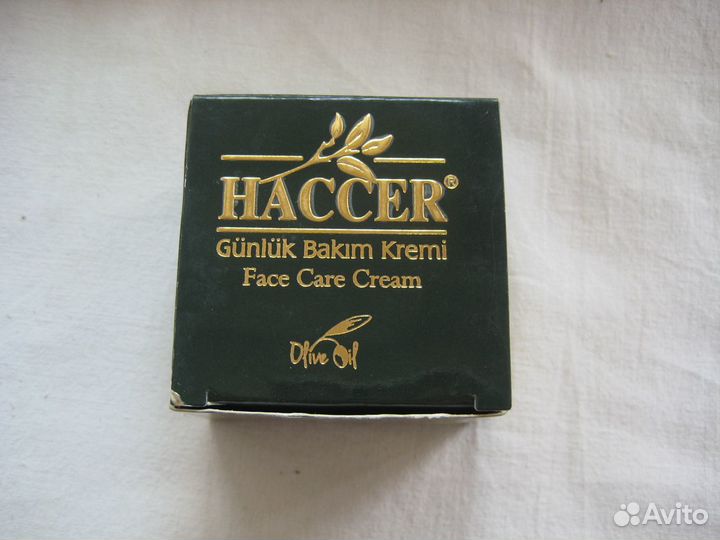 HACCER®
Günlük Bakım Kremi
Face Care Cream
Olive Oil
Avito